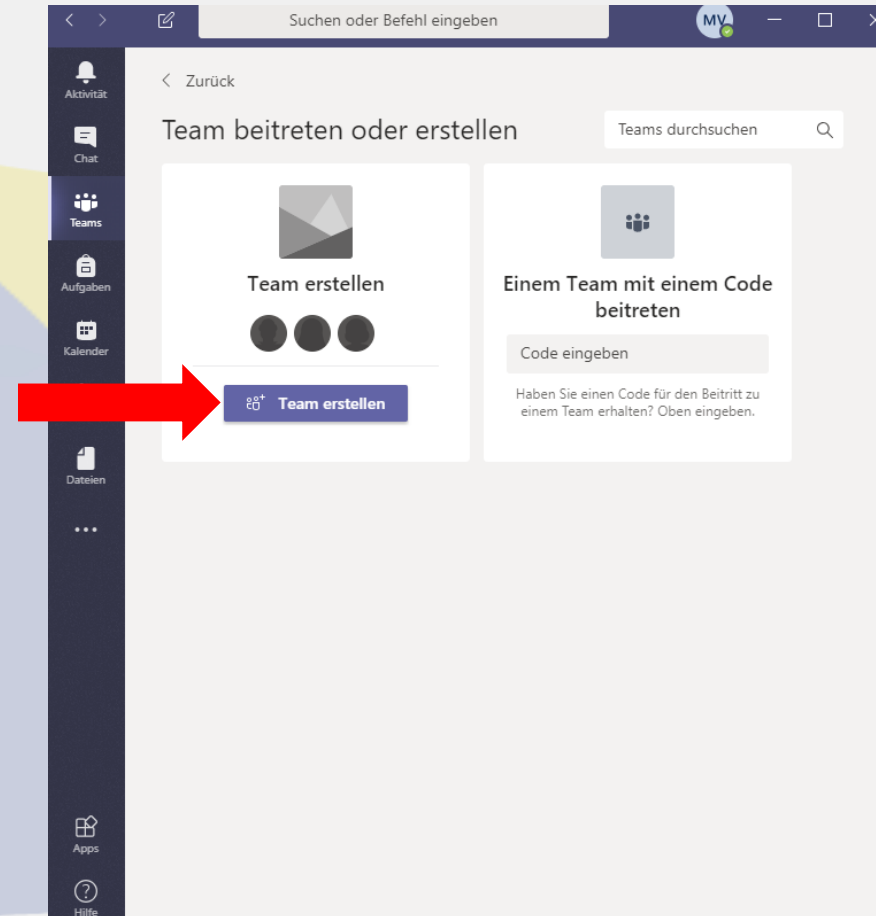 Suchen oder Befehl eingeben
MV
Aktivität
Chat
Teams
Aufgaben
Kalender
Dateien
Apps
Hilfe
Zurück
Team beitreten oder erstellen
Teams durchsuchen
Team erstellen
Team erstellen
Einem Team mit einem Code
beitreten
Code eingeben
Haben Sie einen Code für den Beitritt zu
einem Team erhalten? Oben eingeben.